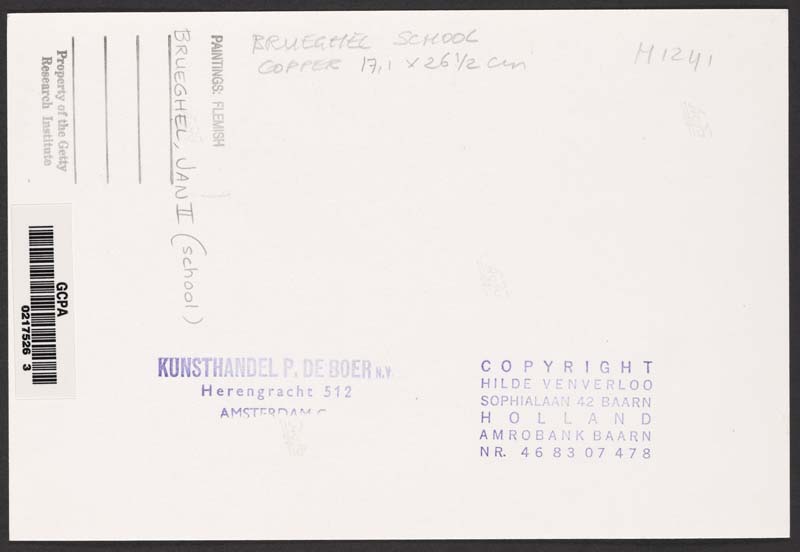 BRUEGHEL SCHOOL
COPPER 17,1 x 26 1/2 cm
M1241
PAINTINGS: FLEMISH
BRUEGHEL, JAN II (school)
Property of the Getty
Research Institute
GCPA
0217526 3
KUNSTHANDEL P. DE BOER N.V.
Herengracht 512
AMSTERDAM C
COPYRIGHT
HILDE VENVERLOO
SOPHIALAAN 42 BAARN
HOLLAND
AMROBANK BAARN
NR. 46 83 07 478